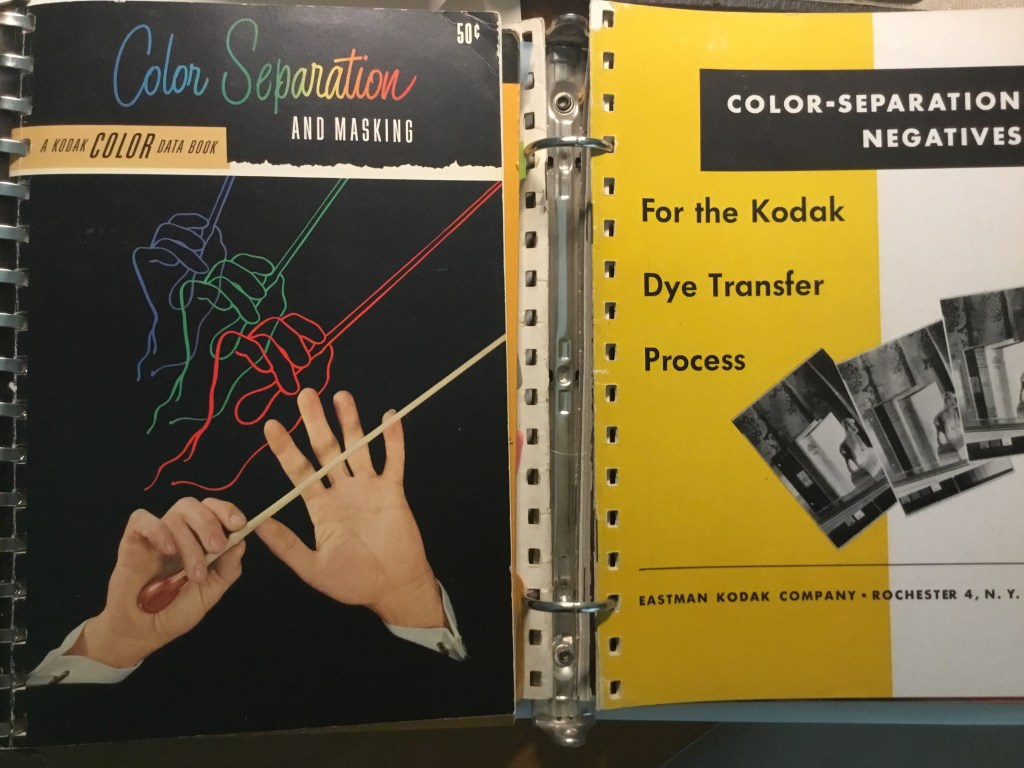 50¢
Color Separation
AND MASKING
A KODAK COLOR DATA BOOK
COLOR-SEPARATION
NEGATIVES
For the Kodak
Dye Transfer
Process
EASTMAN KODAK COMPANY • ROCHESTER 4, N. Y.